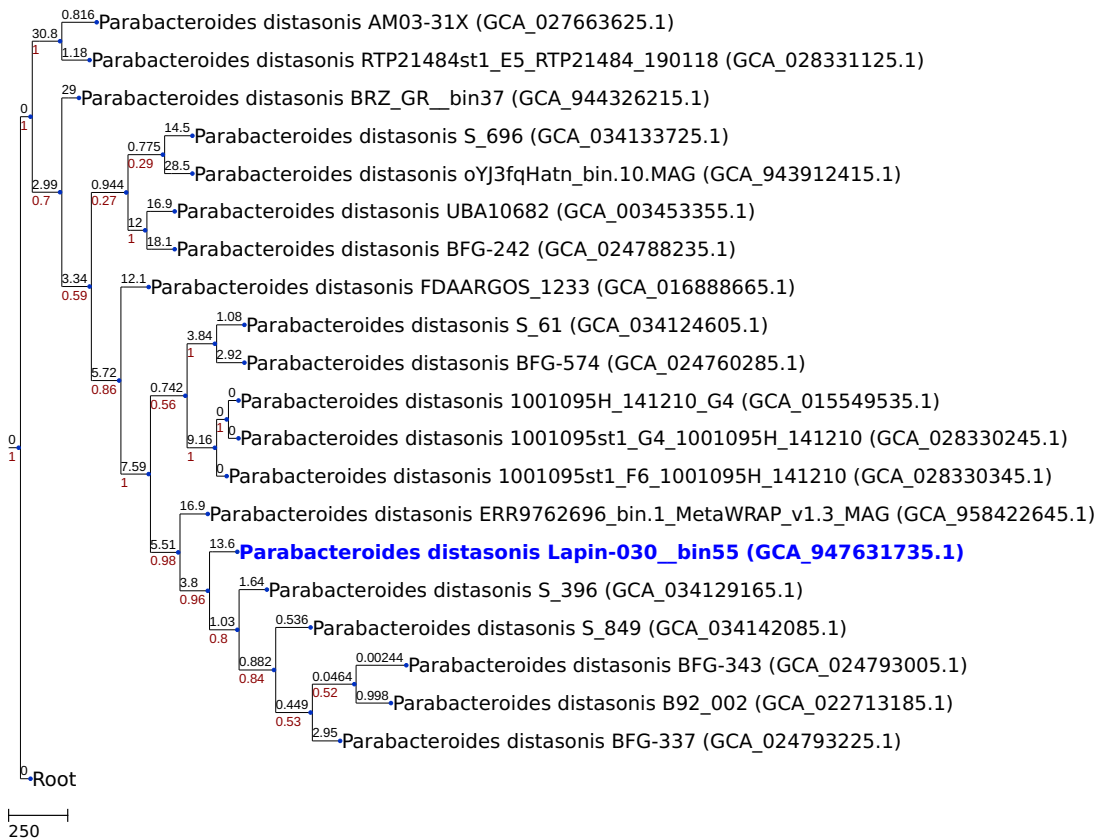 0.816
Parabacteroides distasonis AM03-31X (GCA_027663625.1)
30.8
1
1.18
Parabacteroides distasonis RTP21484st1_E5_RTP21484_190118 (GCA_028331125.1)
29
Parabacteroides distasonis BRZ_GR__bin37 (GCA_944326215.1)
0
1
14.5
Parabacteroides distasonis S_696 (GCA_034133725.1)
0.775
0.29
28.5
Parabacteroides distasonis oYJ3fqHatn_bin.10.MAG (GCA_943912415.1)
2.99
0.7
0.944
0.27
16.9
Parabacteroides distasonis UBA10682 (GCA_003453355.1)
12
1
18.1
Parabacteroides distasonis BFG-242 (GCA_024788235.1)
3.34
0.59
12.1
Parabacteroides distasonis FDAARGOS_1233 (GCA_016888665.1)
1.08
Parabacteroides distasonis S_61 (GCA_034124605.1)
3.84
1
2.92
Parabacteroides distasonis BFG-574 (GCA_024760285.1)
5.72
0.86
0.742
0.56
0
Parabacteroides distasonis 1001095H_141210_G4 (GCA_015549535.1)
0
1
0
Parabacteroides distasonis 1001095st1_G4_1001095H_141210 (GCA_028330245.1)
9.16
1
0
Parabacteroides distasonis 1001095st1_F6_1001095H_141210 (GCA_028330345.1)
0
1
7.59
1
16.9
Parabacteroides distasonis ERR9762696_bin.1_MetaWRAP_v1.3_MAG (GCA_958422645.1)
5.51
0.98
13.6
Parabacteroides distasonis Lapin-030__bin55 (GCA_947631735.1)
3.8
0.96
1.64
Parabacteroides distasonis S_396 (GCA_034129165.1)
1.03
0.8
0.536
Parabacteroides distasonis S_849 (GCA_034142085.1)
0.882
0.84
0.00244
Parabacteroides distasonis BFG-343 (GCA_024793005.1)
0.0464
0.52
0.998
Parabacteroides distasonis B92_002 (GCA_022713185.1)
0.449
0.53
2.95
Parabacteroides distasonis BFG-337 (GCA_024793225.1)
0
Root
250